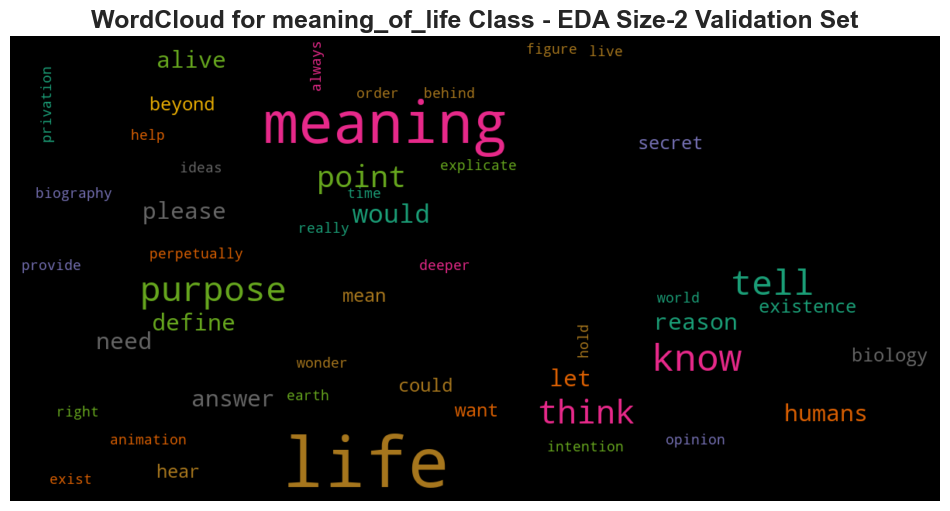 WordCloud for meaning_of_life Class - EDA Size-2 Validation Set
figure live
always
alive
privation
order behind
beyond
meaning
help
secret
ideas
explicate
point
biography
time
please
would
really
perpetually
provide
deeper
tell
purpose
mean
world
existence
define
reason
need
hold
know
biology
wonder
let
could
answer
earth
want
think
humans
right
animation
intention
opinion
life
hear
exist